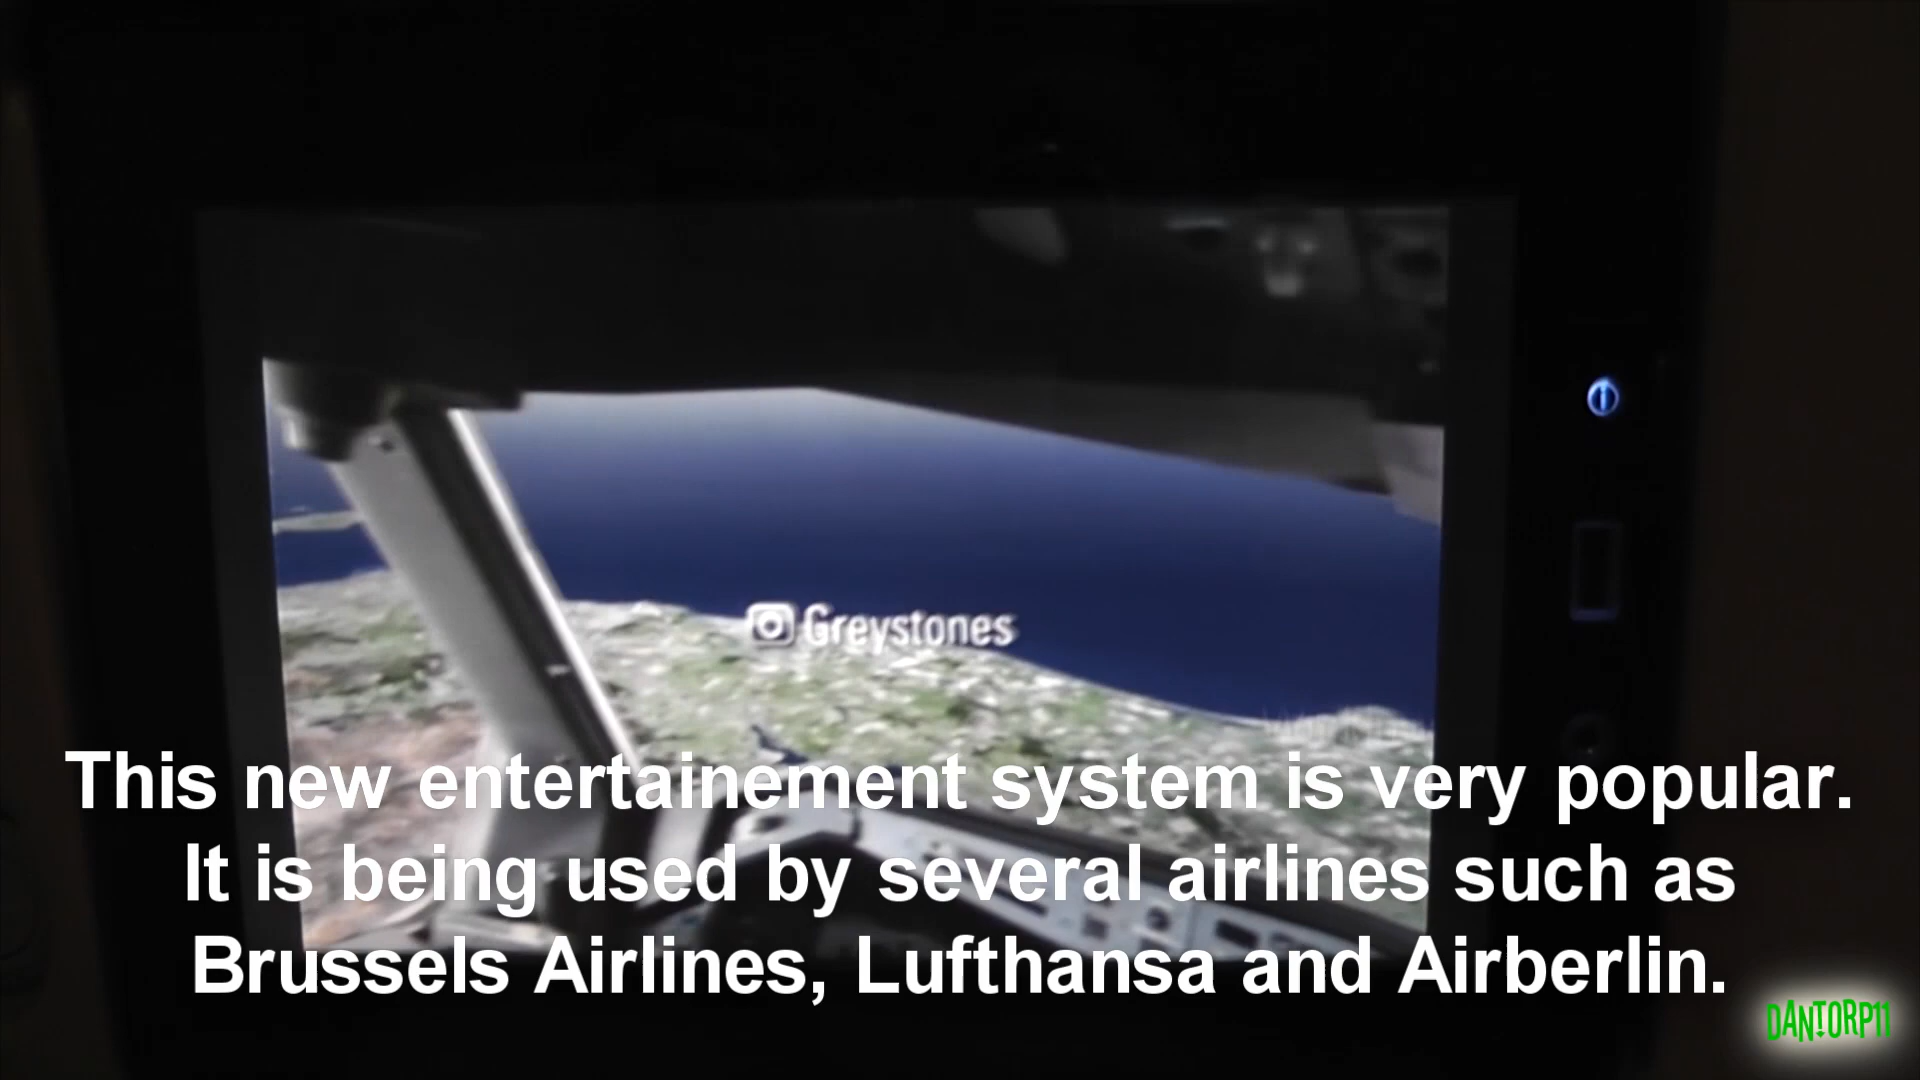 Greystones
This new entertainement system is very popular.
It is being used by several airlines such as
Brussels Airlines, Lufthansa and Airberlin.
DANTORP11